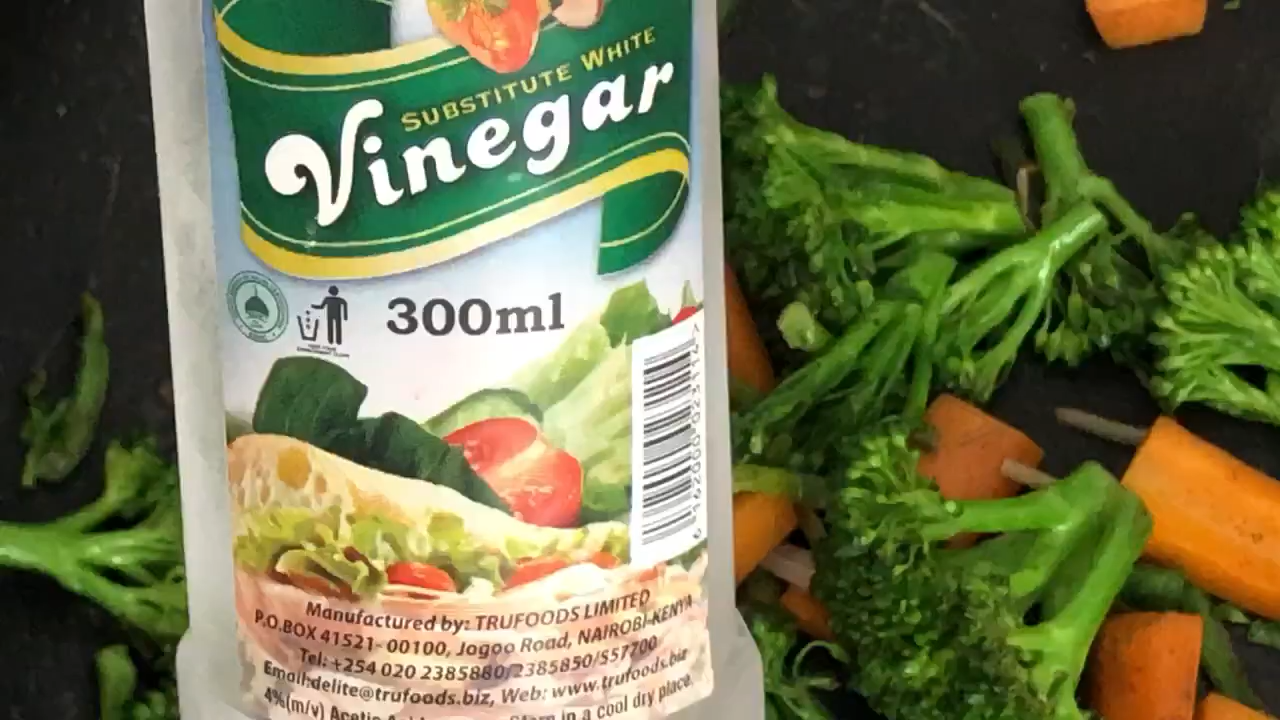 SUBSTITUTE WHITE
Vinegar
300ml
Manufactured by: TRUFOODS LIMITED
P.O.BOX 41521- 00100, Jogoo Road, NAIROBI-KENYA
Tel: +254 020 2385880/2385850/557700
Email:delite@trufoods.biz, Web: www.trufoods.biz
4%(m/v) Acetic Store in a cool dry place.